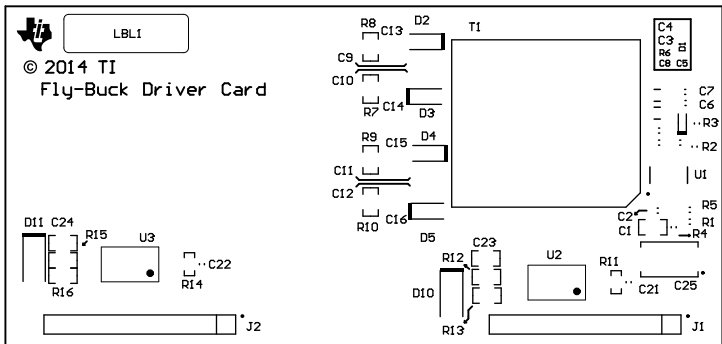 LBL1
© 2014 TI
Fly-Buck Driver Card
R8
C13
D2
T1
C4
C3
R6
D1
C8
C5
C9
C10
R7
C14
D3
C7
C6
R3
R2
R9
C15
D4
C11
C12
R10
C16
D5
U1
C2
C1
R5
R1
R4
D11
C24
R15
R16
U3
C22
R14
C23
R12
D10
R13
U2
R11
C21
C25
J2
J1